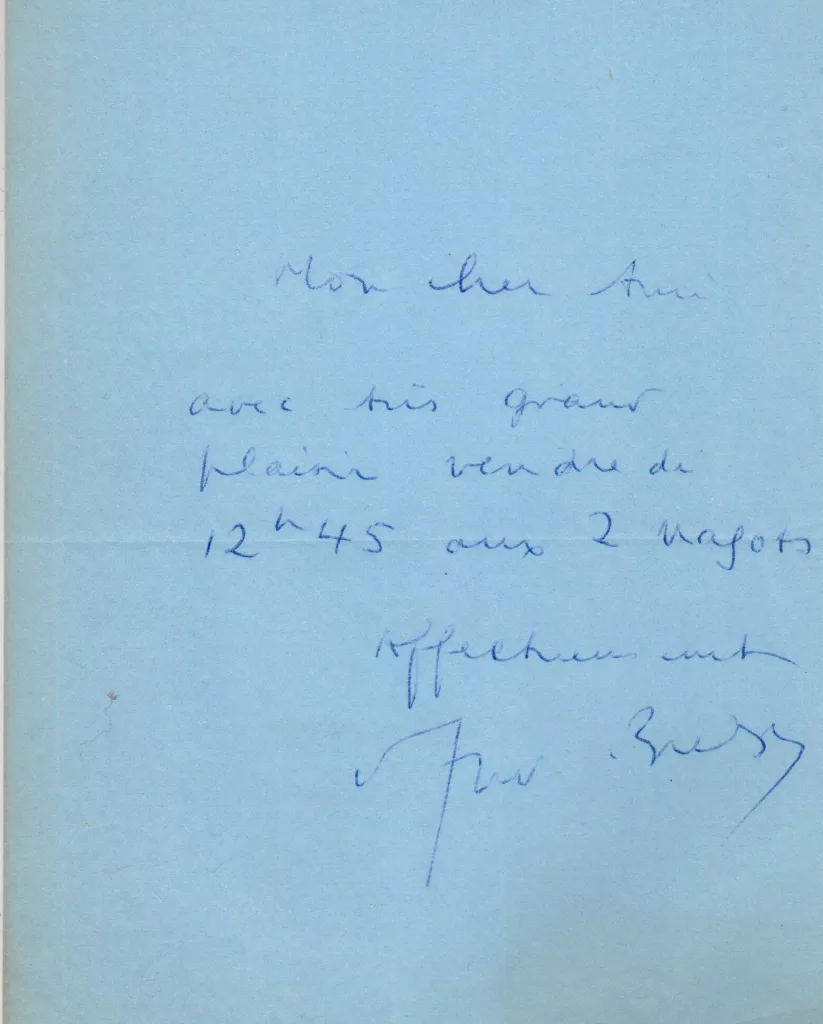 Mon cher Ami
avec très grand
plaisir vendredi
12h45 aux 2 Magots
Affectueusement